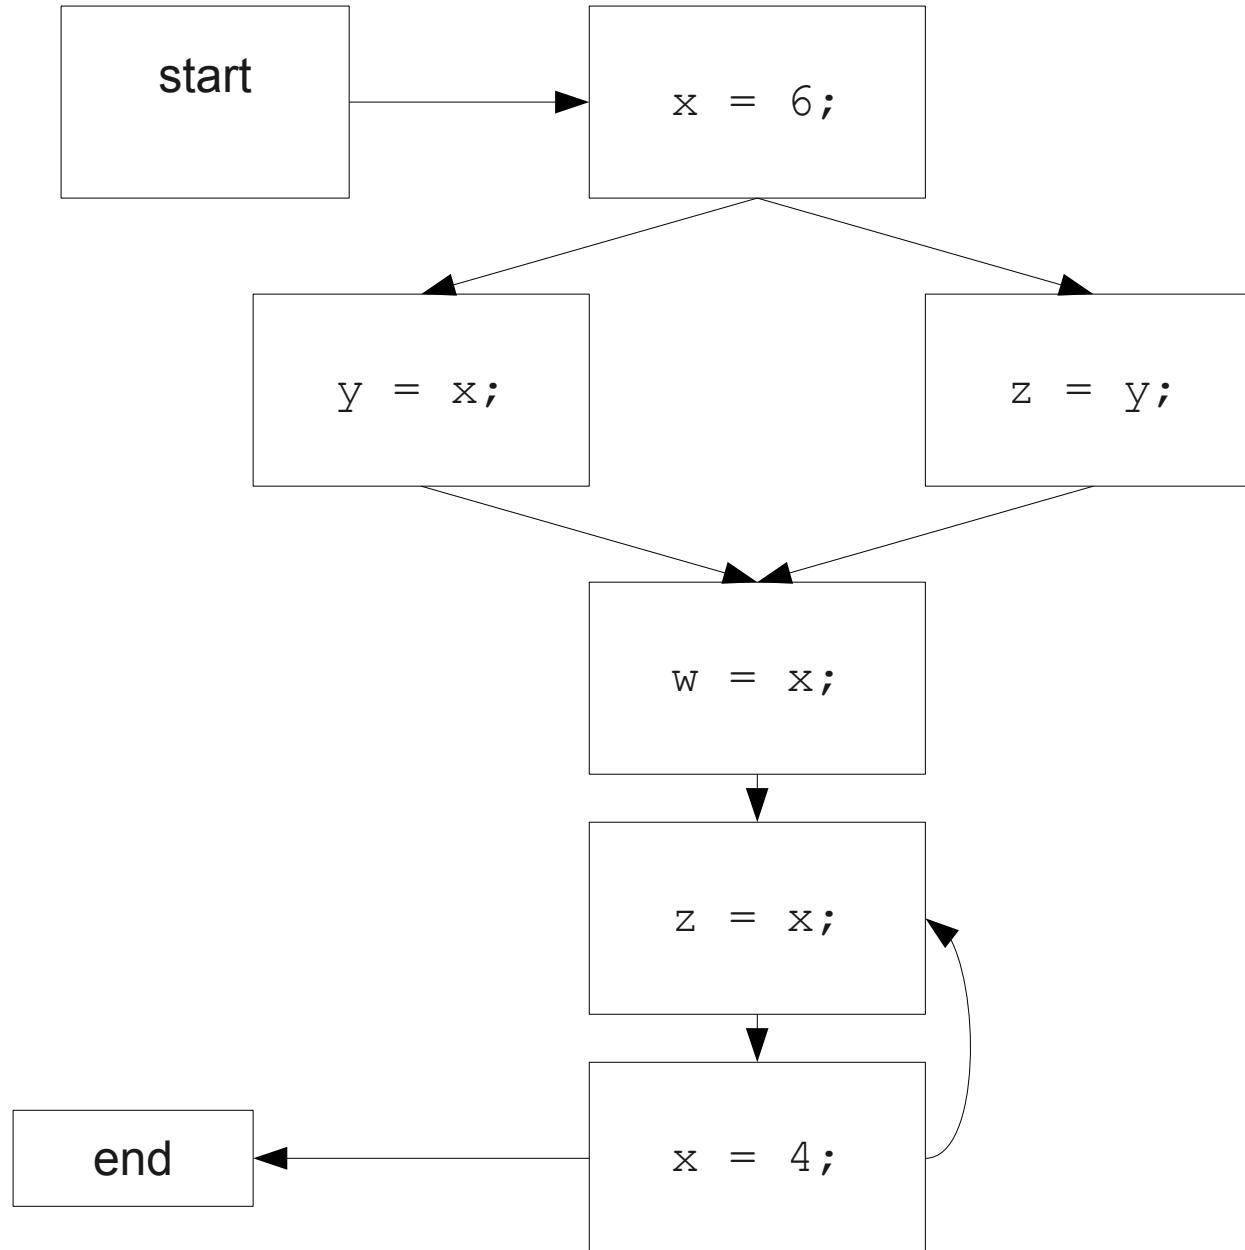 start
x = 6;
y = x;
z = y;
w = x;
z = x;
x = 4;
end